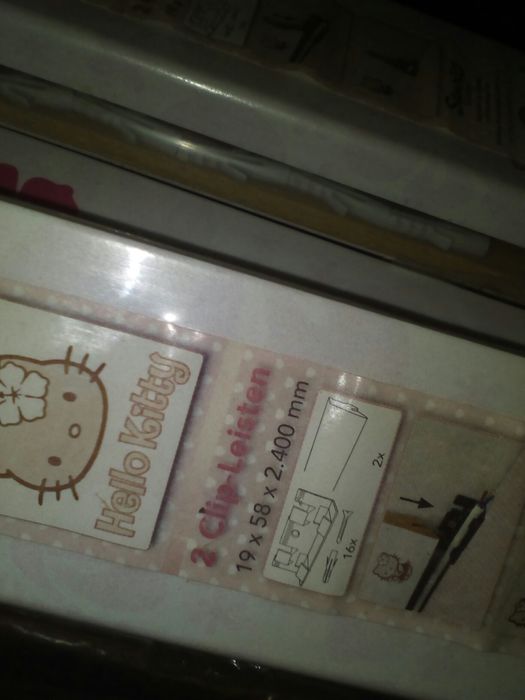 Hello Kitty
2 Clip-Leisten
19 x 58 x 2.400 mm
2x
16x